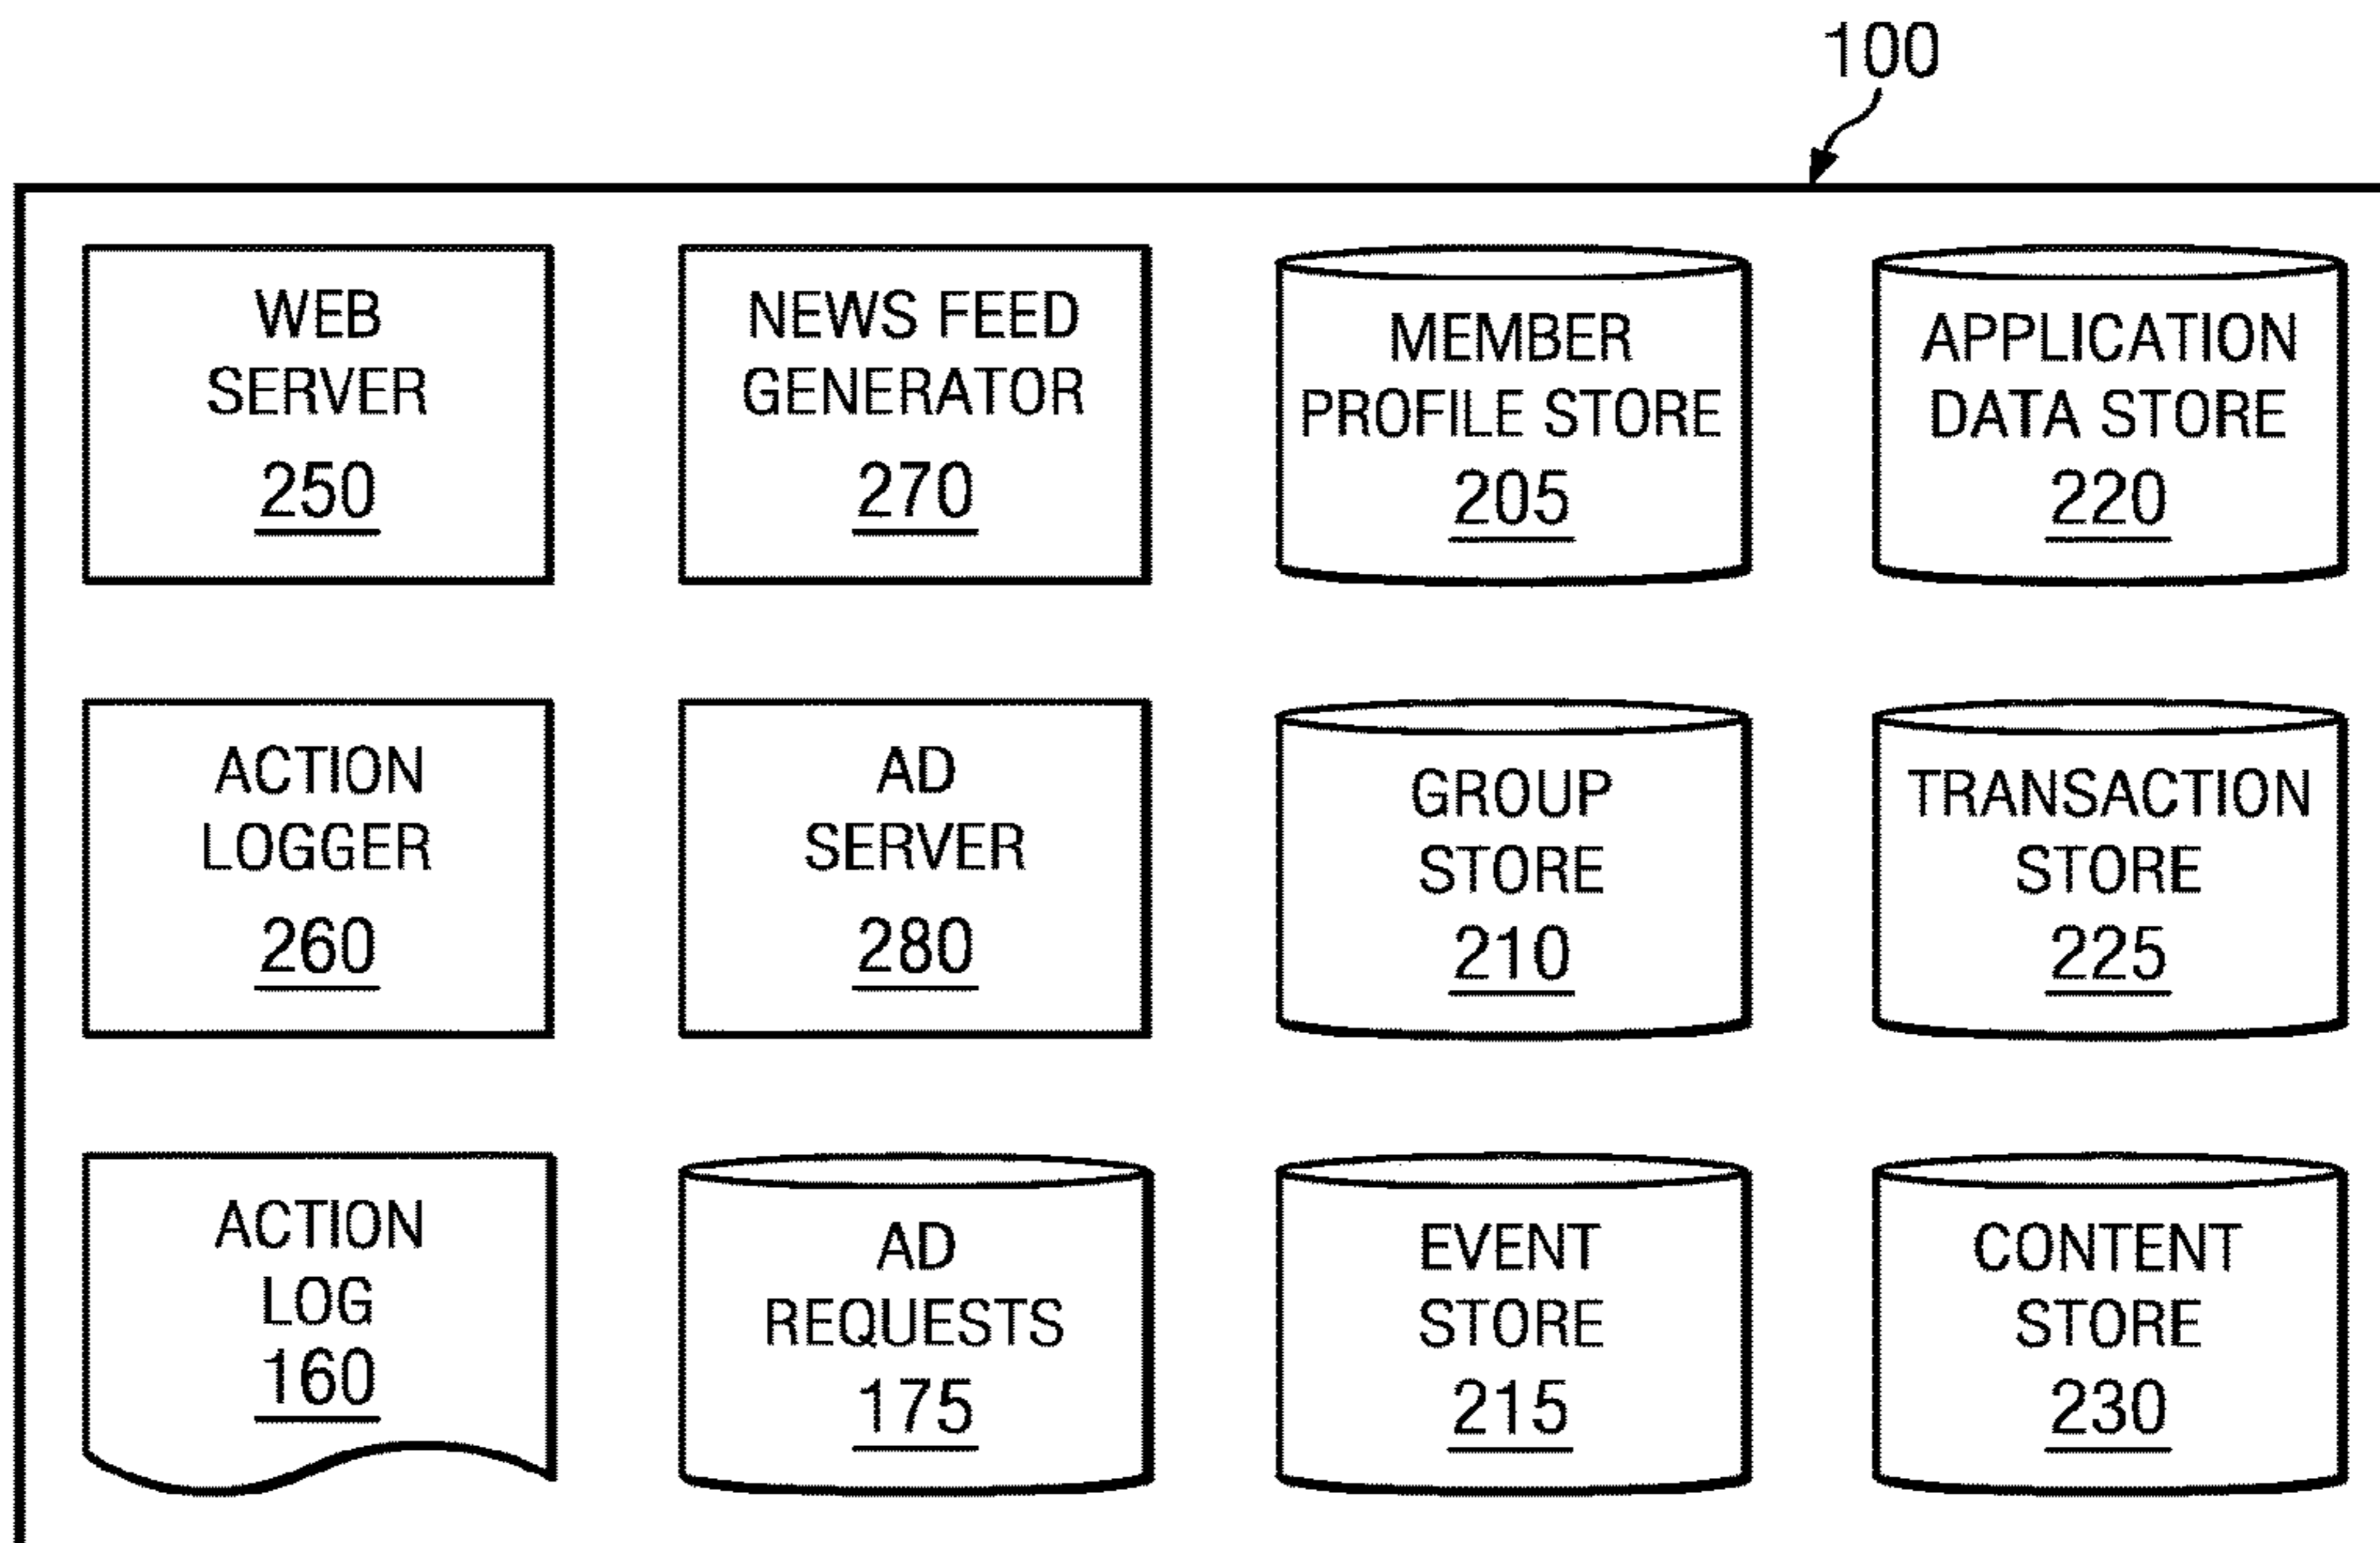 100
WEB
SERVER
250
NEWS FEED
GENERATOR
270
MEMBER
PROFILE STORE
205
APPLICATION
DATA STORE
220
ACTION
LOGGER
260
AD
SERVER
280
GROUP
STORE
210
TRANSACTION
STORE
225
ACTION
LOG
160
AD
REQUESTS
175
EVENT
STORE
215
CONTENT
STORE
230